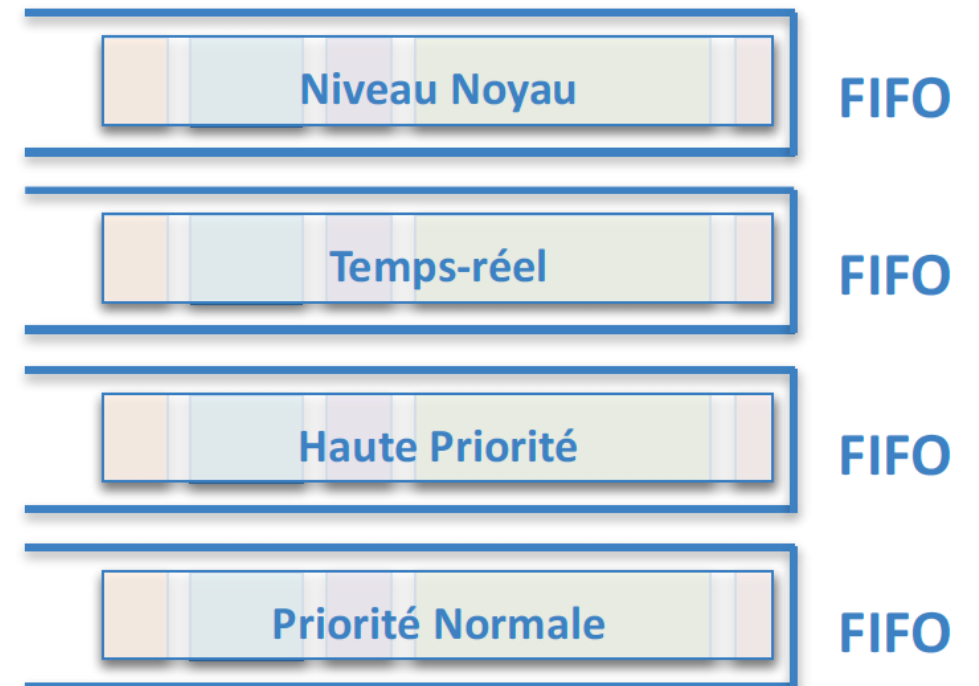 Niveau Noyau FIFO
Temps-réel FIFO
Haute Priorité FIFO
Priorité Normale FIFO